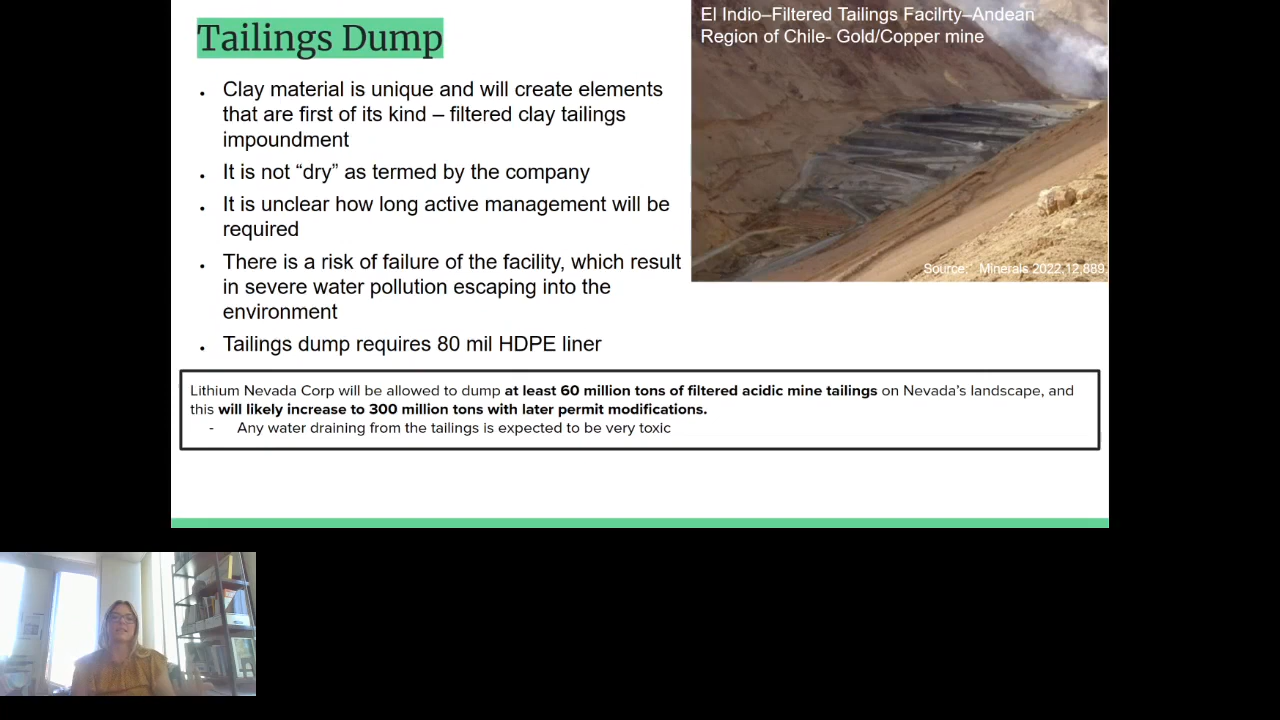 Tailings Dump
El Indio–Filtered Tailings Facilrty–Andean
Region of Chile- Gold/Copper mine
• Clay material is unique and will create elements
that are first of its kind – filtered clay tailings
impoundment
• It is not “dry” as termed by the company
• It is unclear how long active management will be
required
• There is a risk of failure of the facility, which result
in severe water pollution escaping into the
environment
• Tailings dump requires 80 mil HDPE liner
Source: Minerals 2022,12,889
Lithium Nevada Corp will be allowed to dump at least 60 million tons of filtered acidic mine tailings on Nevada’s landscape, and
this will likely increase to 300 million tons with later permit modifications.
- Any water draining from the tailings is expected to be very toxic